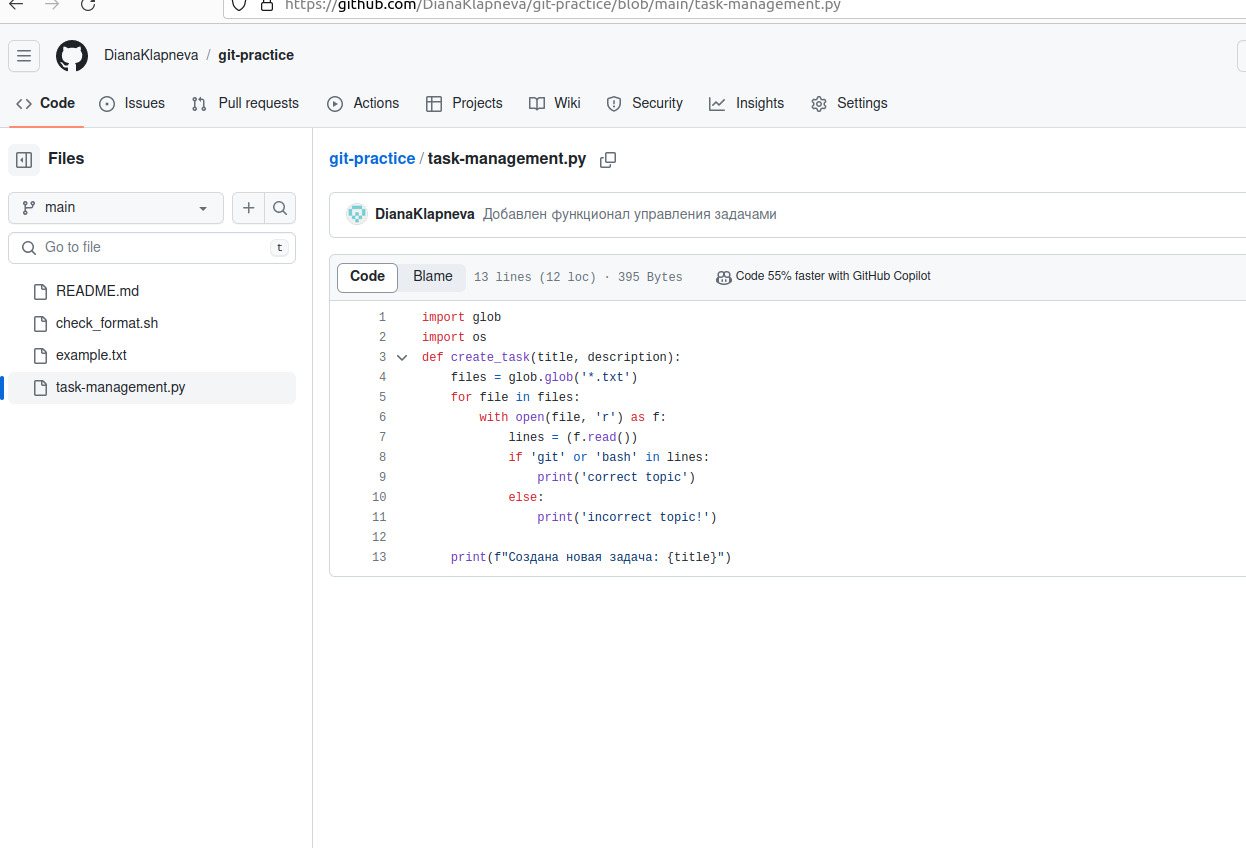 https://github.com/DianaKlapneva/git-practice/blob/main/task-management.py
DianaKlapneva / git-practice
Code Issues Pull requests Actions Projects Wiki Security Insights Settings
Files
main
Go to file t
README.md
check_format.sh
example.txt
task-management.py
git-practice / task-management.py
DianaKlapneva Добавлен функционал управления задачами
Code Blame 13 lines (12 loc) · 395 Bytes Code 55% faster with GitHub Copilot
1 import glob
2 import os
3 def create_task(title, description):
4 files = glob.glob('*.txt')
5 for file in files:
6 with open(file, 'r') as f:
7 lines = (f.read())
8 if 'git' or 'bash' in lines:
9 print('correct topic')
10 else:
11 print('incorrect topic!')
12
13 print(f"Создана новая задача: {title}")